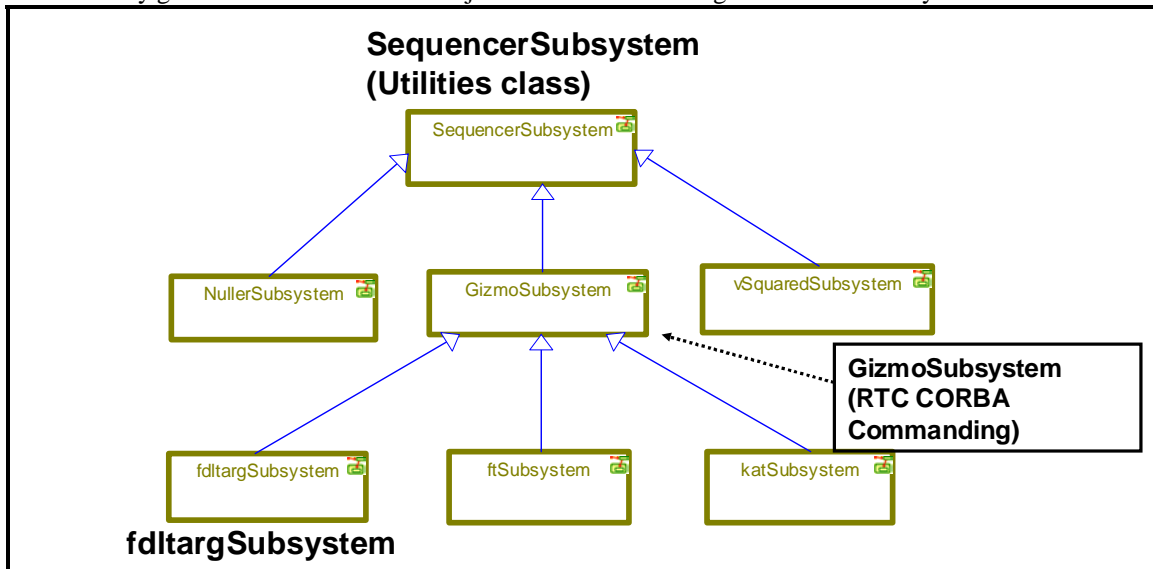 SequencerSubsystem
(Utilities class)
SequencerSubsystem
NullerSubsystem
GizmoSubsystem
vSquaredSubsystem
GizmoSubsystem
(RTC CORBA
Commanding)
fdltargSubsystem
ftSubsystem
katSubsystem
fdltargSubsystem